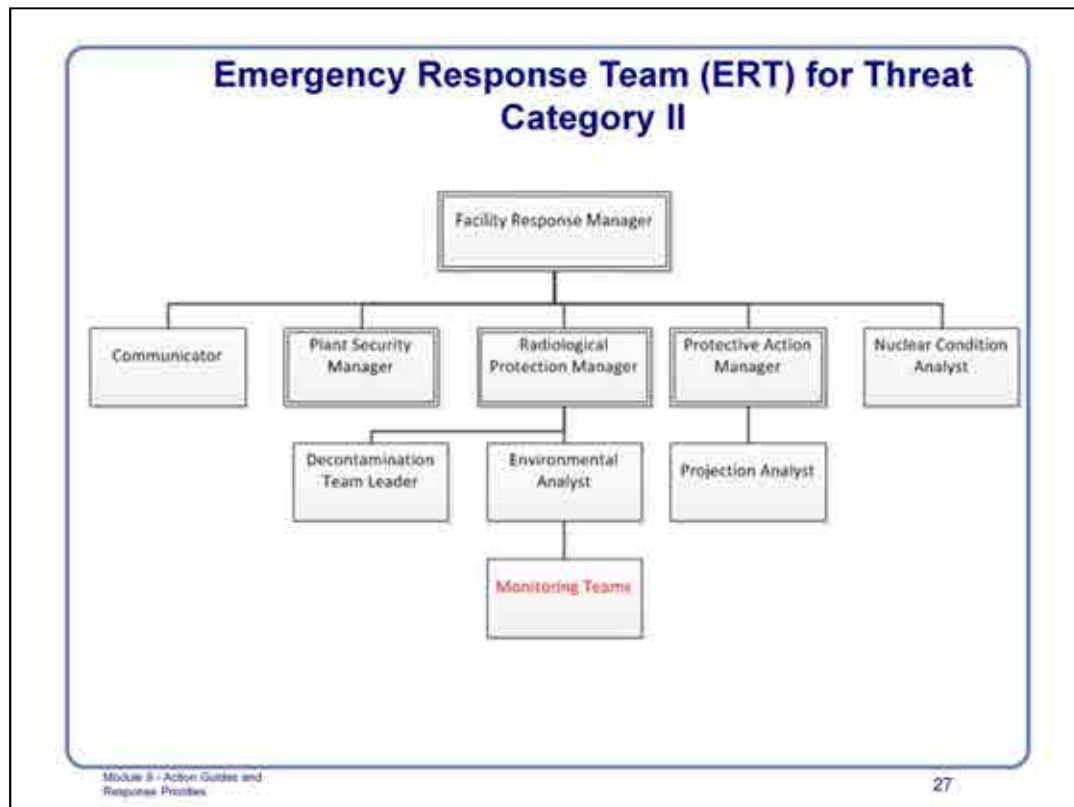 Emergency Response Team (ERT) for Threat
Category II
Facility Response Manager
Communicator
Plant Security
Manager
Radiological
Protection Manager
Protective Action
Manager
Nuclear Condition
Analyst
Decontamination
Team Leader
Environmental
Analyst
Projection Analyst
Monitoring Teams
Module - Action Guides and
Response Priorities
27